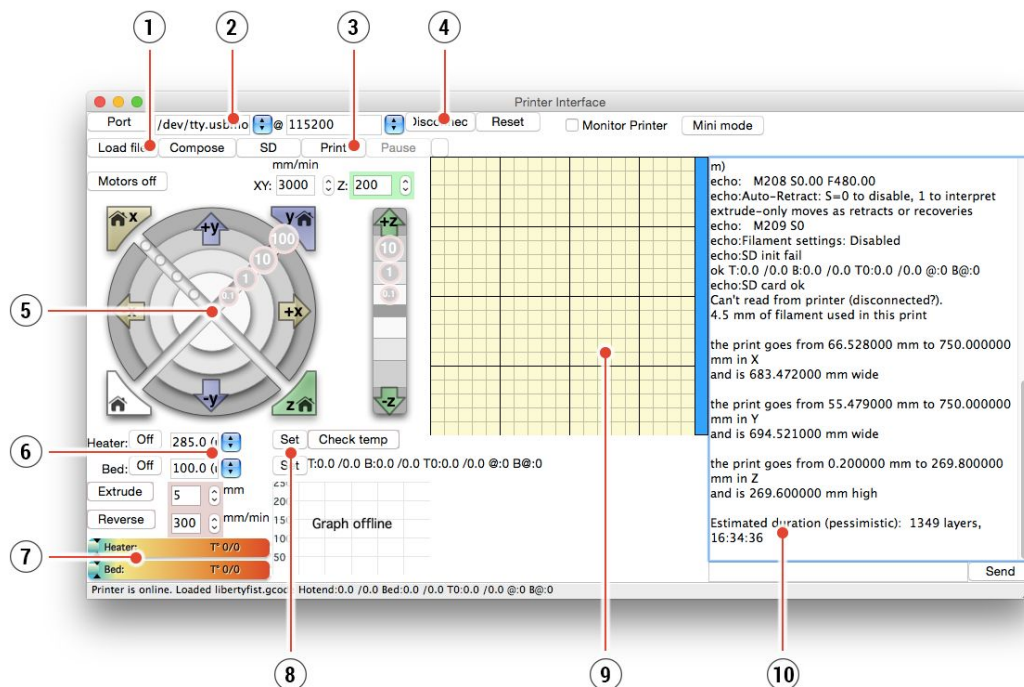 1 2 3 4
Printer Interface
Port /dev/tty.usbmo @ 115200 Disconnec Reset Monitor Printer Mini mode
Load file Compose SD Print Pause
mm/min
Motors off XY: 3000 Z: 200
x +y y 100 10 1 0.1 +x -y z
+z 10 1 0.1 -z
5
6
7
Heater: Off 285.0 ( Set Check temp
Bed: Off 100.0 ( Set T:0.0 /0.0 B:0.0 /0.0 T0:0.0 /0.0 @:0 B@:0
Extrude 5 mm
Reverse 300 mm/min
250
200
150 Graph offline
100
50
Heater: T° 0/0
Bed: T° 0/0
Printer is online. Loaded libertyfist.gcod Hotend:0.0 /0.0 Bed:0.0 /0.0 T0:0.0 /0.0 @:0 B@:0
m)
echo: M208 S0.00 F480.00
echo:Auto-Retract: S=0 to disable, 1 to interpret
extrude-only moves as retracts or recoveries
echo: M209 S0
echo:Filament settings: Disabled
echo:SD init fail
ok T:0.0 /0.0 B:0.0 /0.0 T0:0.0 /0.0 @:0 B@:0
echo:SD card ok
Can't read from printer (disconnected?).
4.5 mm of filament used in this print
the print goes from 66.528000 mm to 750.000000
mm in X
and is 683.472000 mm wide
the print goes from 55.479000 mm to 750.000000
mm in Y
and is 694.521000 mm wide
the print goes from 0.200000 mm to 269.800000
mm in Z
and is 269.600000 mm high
Estimated duration (pessimistic): 1349 layers,
16:34:36
Send
8 9 10